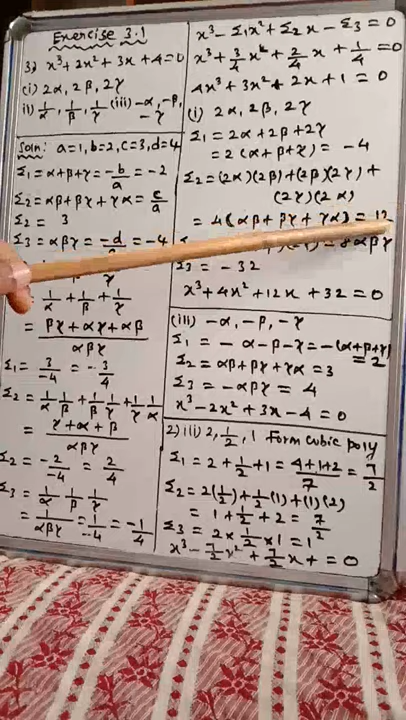 Exercise 3.1
3) x³ + 2x² + 3x + 4 = 0
(i) 2α, 2β, 2γ
ii) 1/α, 1/β, 1/γ (iii) -α, -β, -γ
Soln: a=1, b=2, c=3, d=4
Σ₁ = α+β+γ = -b/a = -2
Σ₂ = αβ+βγ+γα = c/a
Σ₂ = 3
Σ₃ = αβγ = -d/a = -4
1/α + 1/β + 1/γ
= βγ + αγ + αβ / αβγ
Σ₁ = 3/-4 = -3/4
Σ₂ = 1/α 1/β + 1/β 1/γ + 1/γ 1/α
= γ + α + β / αβγ
Σ₂ = -2/-4 = 2/4
Σ₃ = 1/α 1/β 1/γ
= 1/αβγ = 1/-4 = -1/4
x³ - Σ₁x² + Σ₂x - Σ₃ = 0
x³ + 3/4 x² + 2/4 x + 1/4 = 0
4x³ + 3x² + 2x + 1 = 0
(i) 2α, 2β, 2γ
Σ₁ = 2α + 2β + 2γ
= 2(α+β+γ) = -4
Σ₂ = (2α)(2β) + (2β)(2γ) +
(2γ)(2α)
= 4(αβ + βγ + γα) = 12
= 8αβγ
Σ₃ = -32
x³ + 4x² + 12x + 32 = 0
(iii) -α, -β, -γ
Σ₁ = -α-β-γ = -(α+β+γ)
= 2
Σ₂ = αβ + βγ + γα = 3
Σ₃ = -αβγ = 4
x³ - 2x² + 3x - 4 = 0
2) iii) 2, 1/2, 1 Form cubic poly
Σ₁ = 2 + 1/2 + 1 = 4+1+2/7 = 7/2
Σ₂ = 2(1/2) + 1/2(1) + (1)(2)
= 1 + 1/2 + 2 = 7/2
Σ₃ = 2 × 1/2 × 1 = 1
x³ - 7/2 x² + 7/2 x + = 0